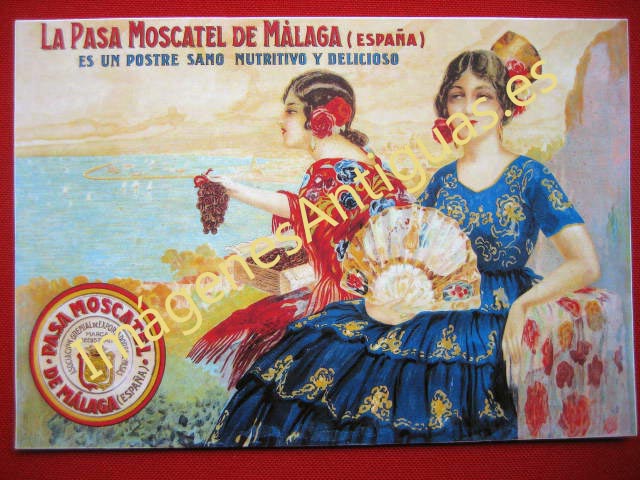 LA PASA MOSCATEL DE MÀLAGA (ESPAÑA)
ES UN POSTRE SANO NUTRITIVO Y DELICIOSO
ImágenesAntiguas.es
PASA MOSCATEL
DE MÁLAGA (ESPAÑA)
MARCA